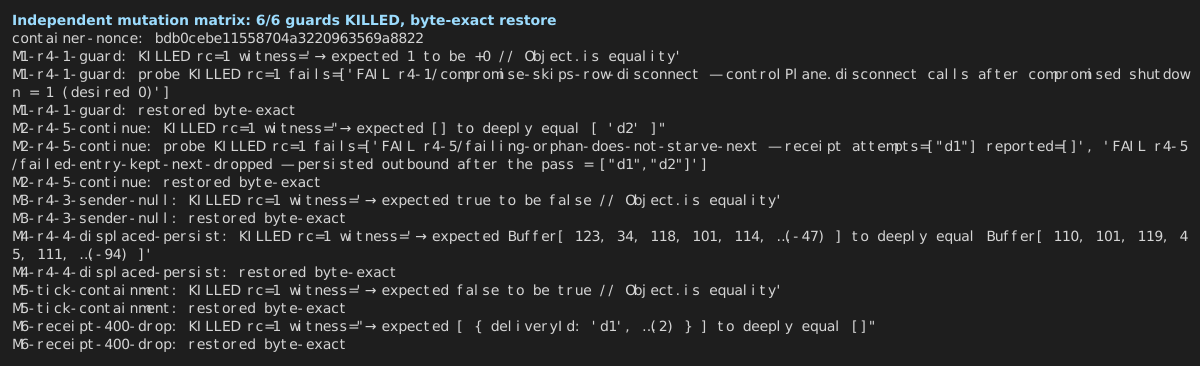 Independent mutation matrix: 6/6 guards KILLED, byte-exact restore
container-nonce: bdb0cebe11558704a3220963569a8822
M1-r4-1-guard: KILLED rc=1 witness='→ expected 1 to be +0 // Object.is equality'
M1-r4-1-guard: probe KILLED rc=1 fails=['FAIL r4-1/compromise-skips-row-disconnect — controlPlane.disconnect calls after compromised shutdow
n = 1 (desired 0)']
M1-r4-1-guard: restored byte-exact
M2-r4-5-continue: KILLED rc=1 witness="→ expected [] to deeply equal [ 'd2' ]"
M2-r4-5-continue: probe KILLED rc=1 fails=['FAIL r4-5/failing-orphan-does-not-starve-next — receipt attempts=["d1"] reported=[]', 'FAIL r4-5
/failed-entry-kept-next-dropped — persisted outbound after the pass = ["d1","d2"]']
M2-r4-5-continue: restored byte-exact
M3-r4-3-sender-null: KILLED rc=1 witness='→ expected true to be false // Object.is equality'
M3-r4-3-sender-null: restored byte-exact
M4-r4-4-displaced-persist: KILLED rc=1 witness='→ expected Buffer[ 123, 34, 118, 101, 114, …(-47) ] to deeply equal Buffer[ 110, 101, 119, 4
5, 111, …(-94) ]'
M4-r4-4-displaced-persist: restored byte-exact
M5-tick-containment: KILLED rc=1 witness='→ expected false to be true // Object.is equality'
M5-tick-containment: restored byte-exact
M6-receipt-400-drop: KILLED rc=1 witness="→ expected [ { deliveryId: 'd1', …(2) } ] to deeply equal []"
M6-receipt-400-drop: restored byte-exact